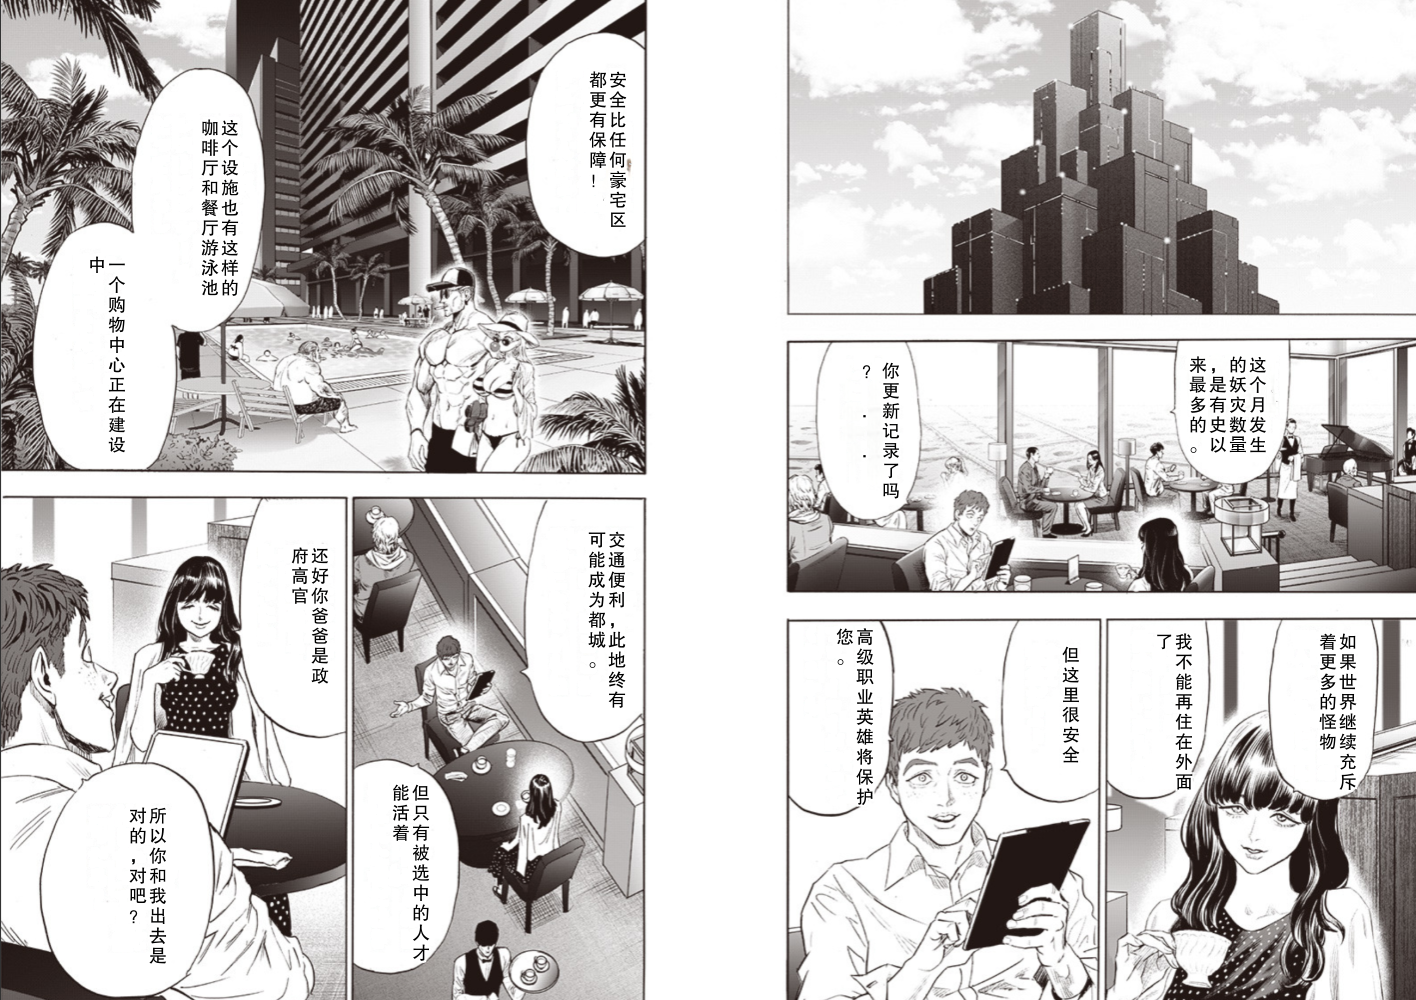 这个月发生
的妖灾数量
，是有史以
来最多的。
你更新记录了吗
？..
如果世界继续充斥
着更多的怪物
我不能再住在外面
了
但这里很安全
高级职业英雄将保护
您。
安全比任何豪宅区
都更有保障！
这个设施也有这样的
咖啡厅和餐厅游泳池
一个购物中心正在建设
中
交通便利，此地终有
可能成为都城。
但只有被选中的人才
能活着
还好你爸爸是政
府高官
所以你和我出去是
对的，对吧？